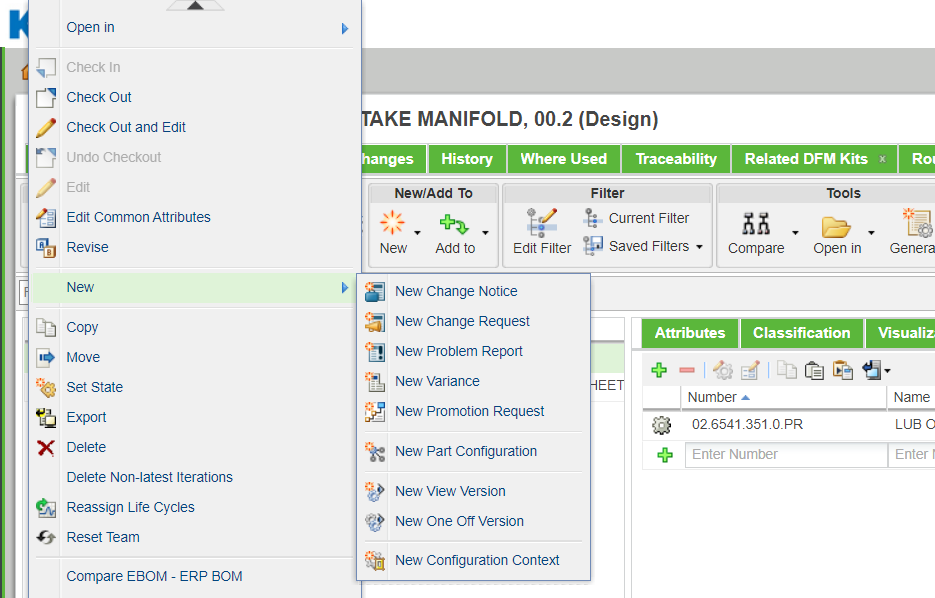 K
Open in
Check In
Check Out
Check Out and Edit
Undo Checkout
Edit
Edit Common Attributes
Revise
New
Copy
Move
Set State
Export
Delete
Delete Non-latest Iterations
Reassign Life Cycles
Reset Team
Compare EBOM - ERP BOM
TAKE MANIFOLD, 00.2 (Design)
hanges
History
Where Used
Traceability
Related DFM Kits x
Rou
New/Add To
Filter
Tools
New
Add to
Edit Filter
Current Filter
Saved Filters
Compare
Open in
Genera
New Change Notice
New Change Request
New Problem Report
New Variance
New Promotion Request
New Part Configuration
New View Version
New One Off Version
New Configuration Context
HEET
Attributes
Classification
Visualiz
Number
Name
02.6541.351.0.PR
LUB O
Enter Number
Enter